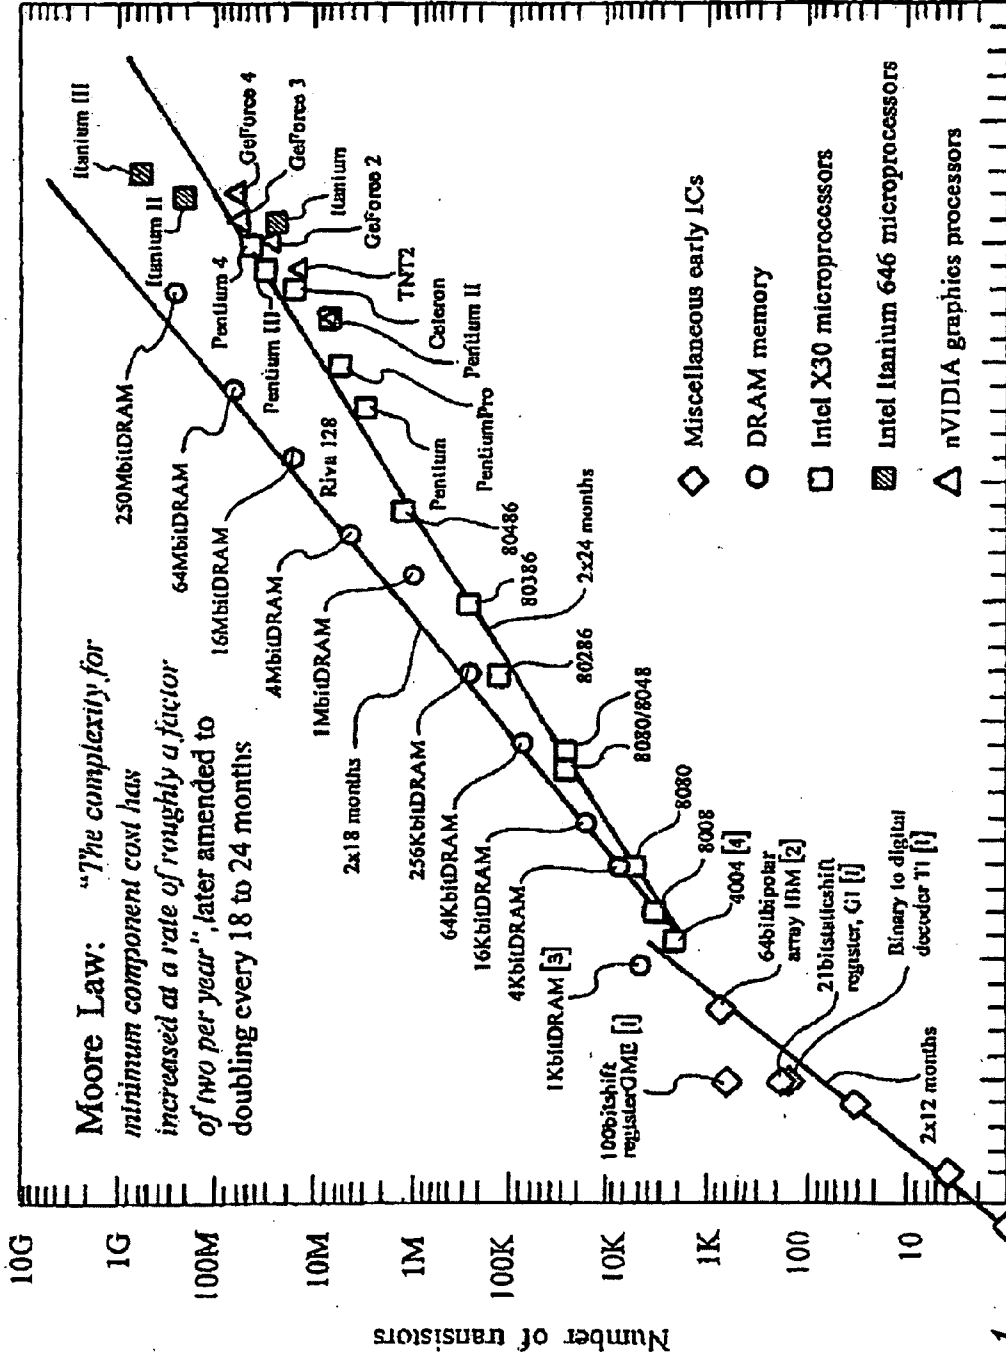 Moore Law: "The complexity for
minimum component cost has
increased at a rate of roughly a factor
of two per year", later amended to
doubling every 18 to 24 months
Number of transistors
10G
1G
100M
10M
1M
100K
10K
1K
100
10
250MbitDRAM
64MbitDRAM
16MbitDRAM
4MbitDRAM
1MbitDRAM
2x18 months
256KbitDRAM
64KbitDRAM
16KbitDRAM
4KbitDRAM
1KbitDRAM [3]
100bitshift
registerGME [1]
Itanium III
Itanium II
Pentium 4
Pentium III
Riva 128
GeForce 4
GeForce 3
Itanium
GeForce 2
TNT2
Celeron
Pentium II
PentiumPro
Pentium
80486
80386
2x24 months
80286
8080/8048
8080
8008
4004 [4]
64bitbipolar
array IBM [2]
21bitstaticshift
register, GI [1]
Binary to digital
decoder TI [1]
2x12 months
Miscellaneous early ICs
DRAM memory
Intel X30 microprocessors
Intel Itanium 646 microprocessors
nVIDIA graphics processors